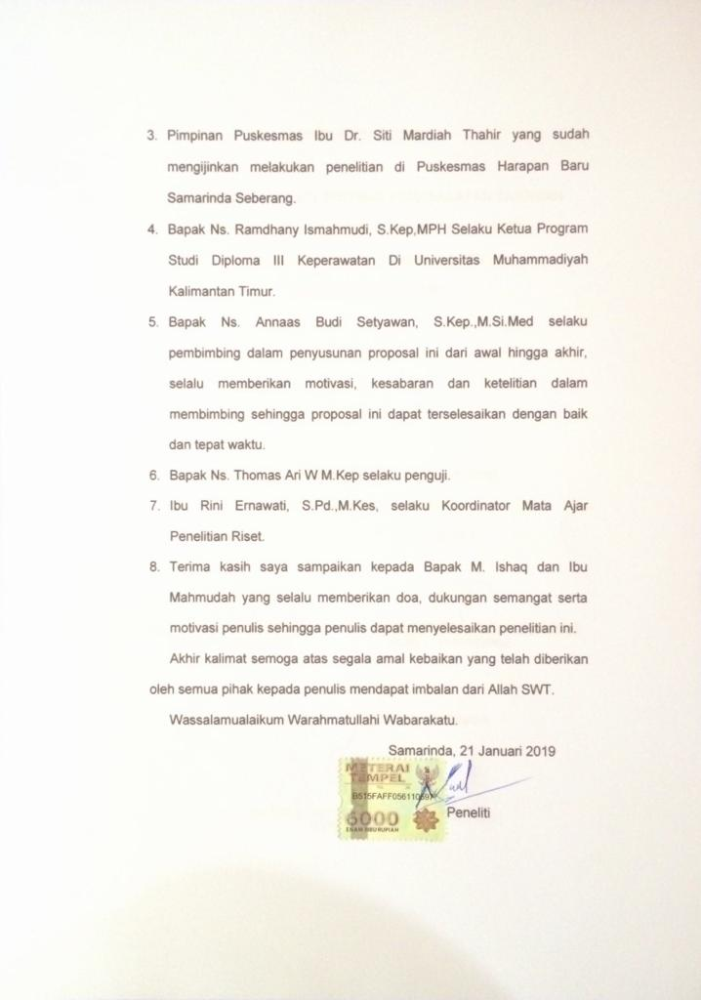 3. Pimpinan Puskesmas Ibu Dr. Siti Mardiah Thahir yang sudah
mengijinkan melakukan penelitian di Puskesmas Harapan Baru
Samarinda Seberang.
4. Bapak Ns. Ramdhany Ismahmudi, S.Kep,MPH Selaku Ketua Program
Studi Diploma III Keperawatan Di Universitas Muhammadiyah
Kalimantan Timur.
5. Bapak Ns. Annaas Budi Setyawan, S.Kep.,M.Si.Med selaku
pembimbing dalam penyusunan proposal ini dari awal hingga akhir,
selalu memberikan motivasi, kesabaran dan ketelitian dalam
membimbing sehingga proposal ini dapat terselesaikan dengan baik
dan tepat waktu.
6. Bapak Ns. Thomas Ari W M.Kep selaku penguji.
7. Ibu Rini Ernawati, S.Pd.,M.Kes, selaku Koordinator Mata Ajar
Penelitian Riset.
8. Terima kasih saya sampaikan kepada Bapak M. Ishaq dan Ibu
Mahmudah yang selalu memberikan doa, dukungan semangat serta
motivasi penulis sehingga penulis dapat menyelesaikan penelitian ini.
Akhir kalimat semoga atas segala amal kebaikan yang telah diberikan
oleh semua pihak kepada penulis mendapat imbalan dari Allah SWT.
Wassalamualaikum Warahmatullahi Wabarakatu.
Samarinda, 21 Januari 2019
METERAI
TEMPEL
6000
ENAM RIBU RUPIAH
Peneliti